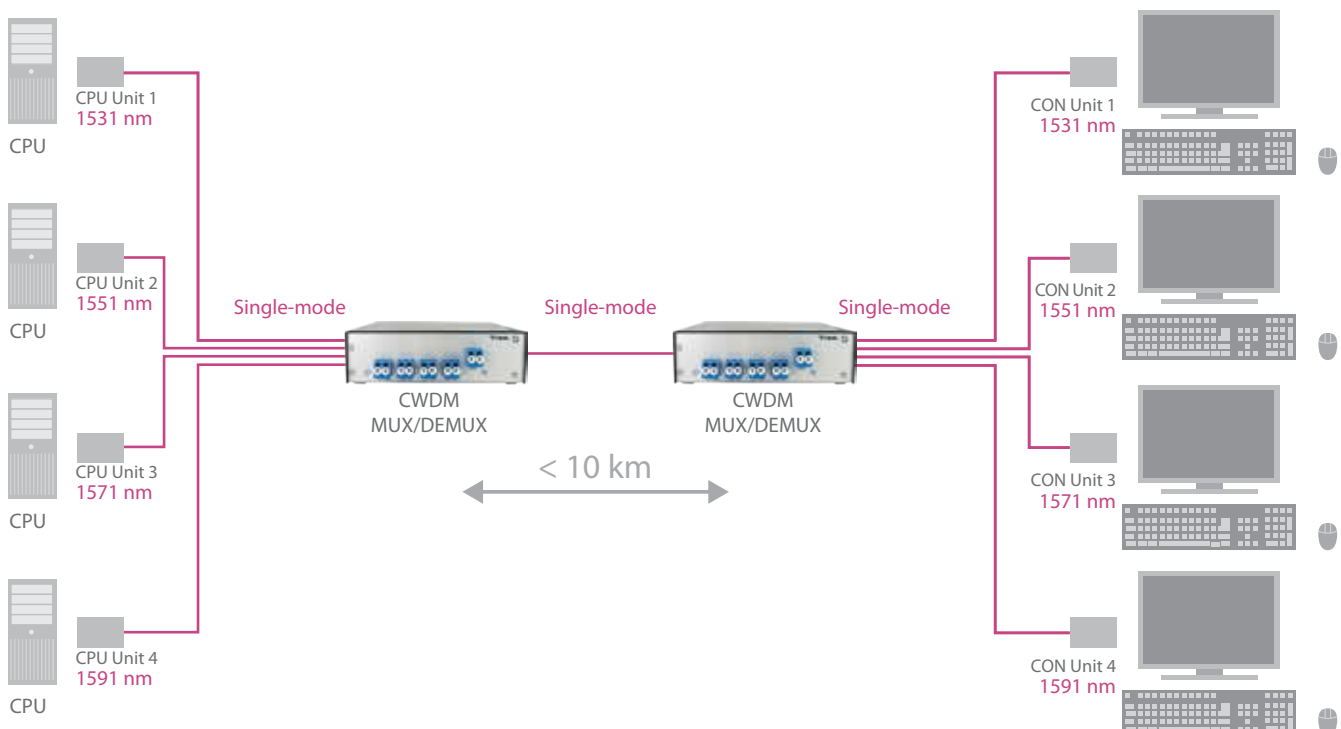 CPU Unit 1
1531 nm
CPU
CPU Unit 2
1551 nm
CPU
CPU Unit 3
1571 nm
CPU
CPU Unit 4
1591 nm
CPU
Single-mode
Single-mode
Single-mode
CWDM
MUX/DEMUX
CWDM
MUX/DEMUX
< 10 km
CON Unit 1
1531 nm
CON Unit 2
1551 nm
CON Unit 3
1571 nm
CON Unit 4
1591 nm